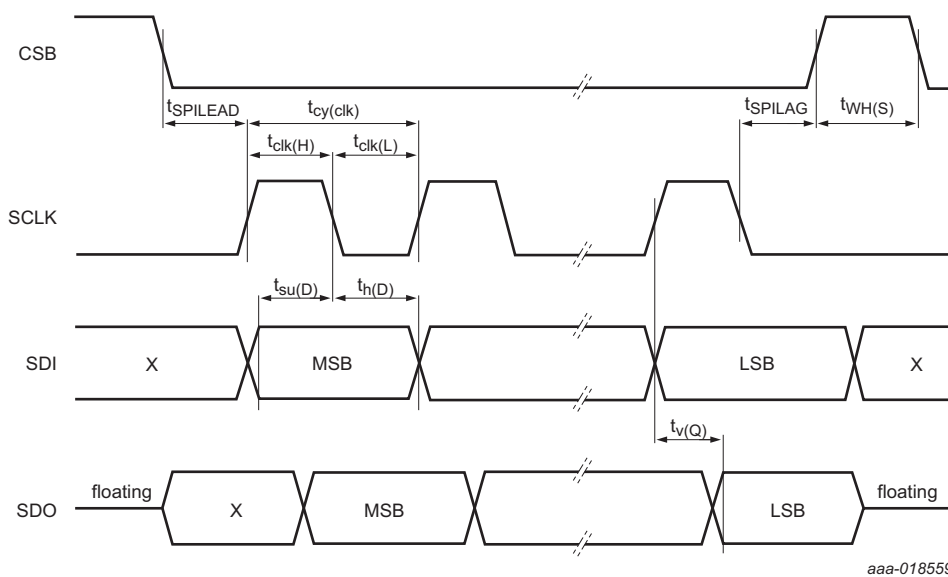 CSB
tSPILEAD
tcy(clk)
tSPILAG
tWH(S)
tclk(H)
tclk(L)
SCLK
tsu(D)
th(D)
SDI
X
MSB
LSB
X
tv(Q)
SDO
floating
X
MSB
LSB
floating
aaa-018559